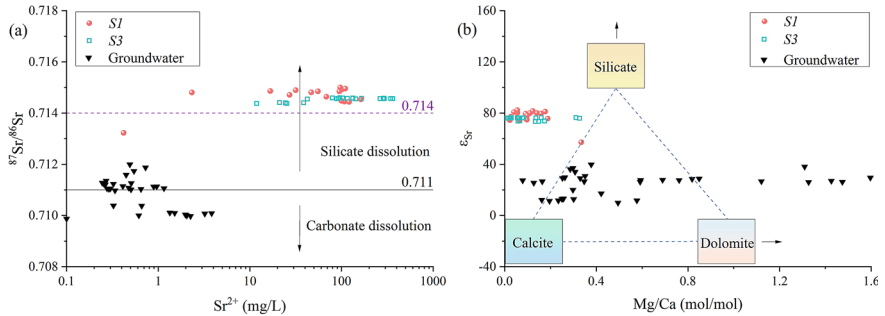 (a)
S1
S3
Groundwater
0.718
0.716
0.714
0.712
0.710
0.708
⁸⁷Sr/⁸⁶Sr
0.714
Silicate dissolution
0.711
Carbonate dissolution
0.1 1 10 100 1000
Sr²⁺ (mg/L)
(b)
S1
S3
Groundwater
160
120
80
40
0
-40
εSr
Silicate
Calcite
Dolomite
0.0 0.4 0.8 1.2 1.6
Mg/Ca (mol/mol)